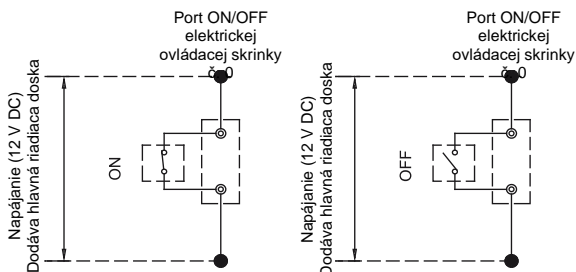 Port ON/OFF
elektrickej
ovládacej skrinky
Napájanie (12 V DC)
Dodáva hlavná riadiaca doska
ON
Port ON/OFF
elektrickej
ovládacej skrinky
Napájanie (12 V DC)
Dodáva hlavná riadiaca doska
OFF